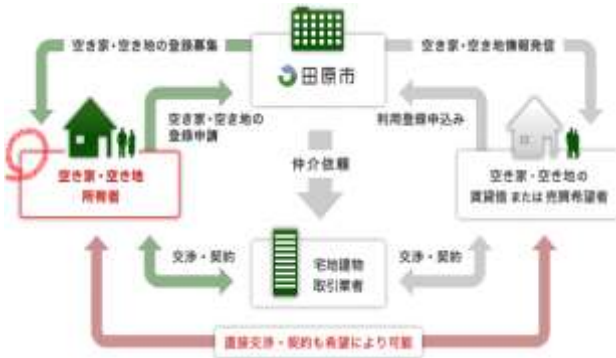 空き家・空き地の登録募集
空き家・空き地情報発信
田原市
空き家・空き地の
登録申請
利用登録申込み
仲介依頼
空き家・空き地
所有者
空き家・空き地の
賃貸借 または 売買希望者
交渉・契約
宅地建物
取引業者
交渉・契約
直接交渉・契約も希望により可能